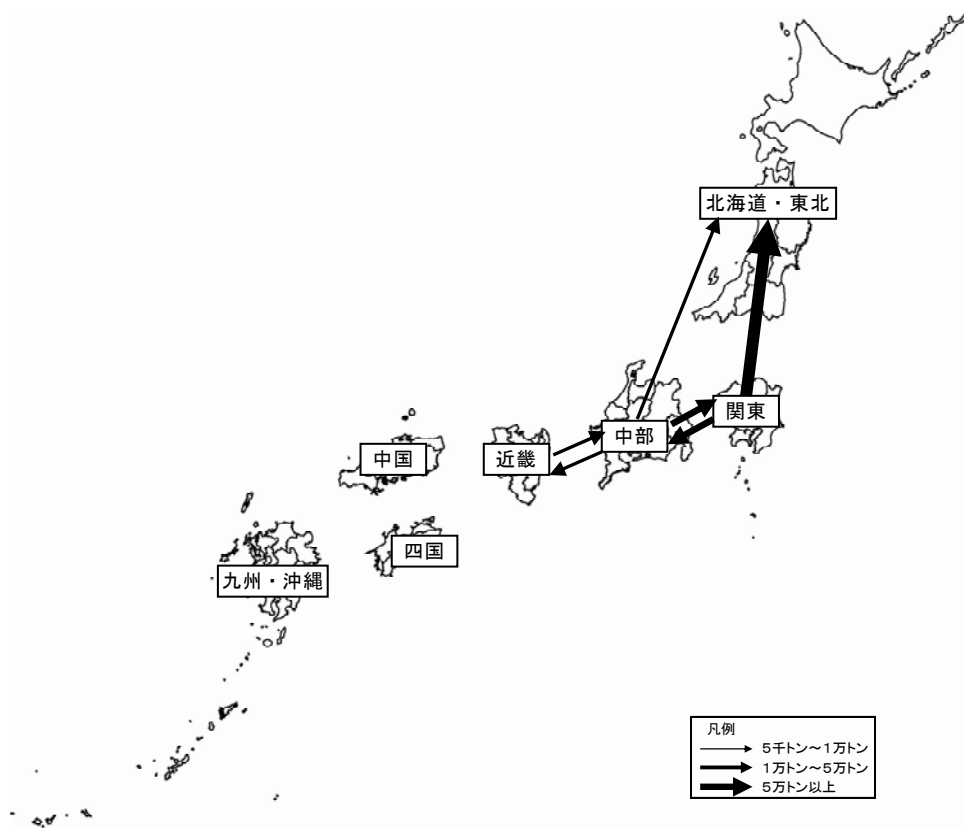 北海道・東北
関東
中部
近畿
中国
四国
九州・沖縄
凡例
５千トン～１万トン
１万トン～５万トン
５万トン以上